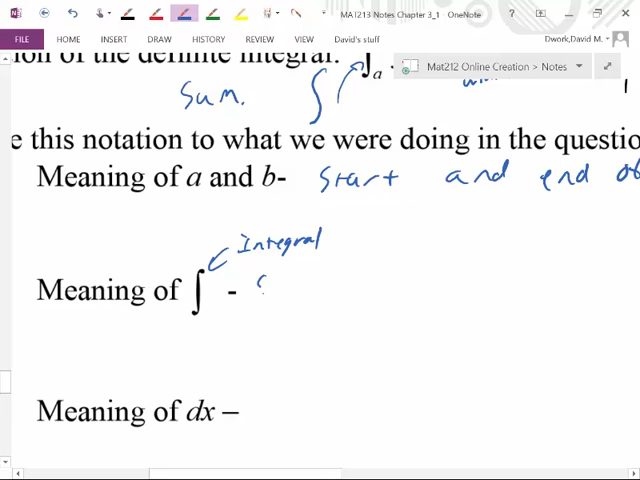 MAT213 Notes Chapter 3_1 - OneNote
FILE HOME INSERT DRAW HISTORY REVIEW VIEW David's stuff Dwork,David M.
Mat212 Online Creation > Notes
ion of the definite integral. ∫a
Sum. ∫
e this notation to what we were doing in the questio
Meaning of a and b- start and end of
Integral
Meaning of ∫ -
Meaning of dx –